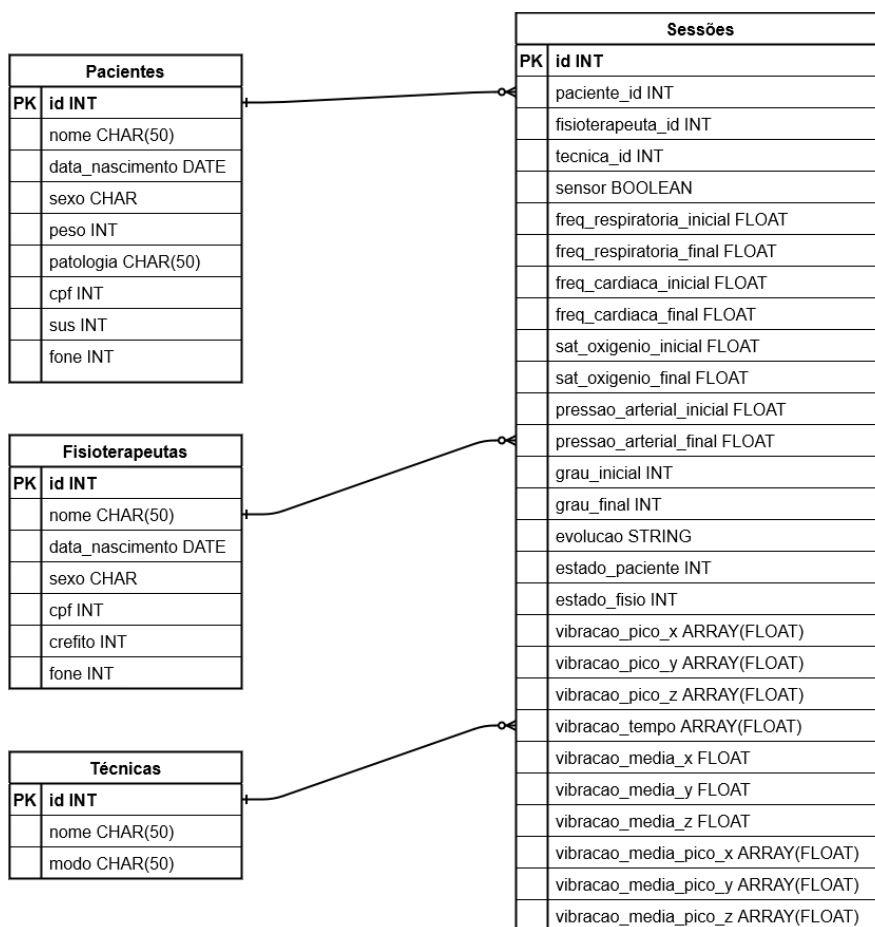 Pacientes
PK id INT
nome CHAR(50)
data_nascimento DATE
sexo CHAR
peso INT
patologia CHAR(50)
cpf INT
sus INT
fone INT
Fisioterapeutas
PK id INT
nome CHAR(50)
data_nascimento DATE
sexo CHAR
cpf INT
crefito INT
fone INT
Técnicas
PK id INT
nome CHAR(50)
modo CHAR(50)
Sessões
PK id INT
paciente_id INT
fisioterapeuta_id INT
tecnica_id INT
sensor BOOLEAN
freq_respiratoria_inicial FLOAT
freq_respiratoria_final FLOAT
freq_cardiaca_inicial FLOAT
freq_cardiaca_final FLOAT
sat_oxigenio_inicial FLOAT
sat_oxigenio_final FLOAT
pressao_arterial_inicial FLOAT
pressao_arterial_final FLOAT
grau_inicial INT
grau_final INT
evolucao STRING
estado_paciente INT
estado_fisio INT
vibracao_pico_x ARRAY(FLOAT)
vibracao_pico_y ARRAY(FLOAT)
vibracao_pico_z ARRAY(FLOAT)
vibracao_tempo ARRAY(FLOAT)
vibracao_media_x FLOAT
vibracao_media_y FLOAT
vibracao_media_z FLOAT
vibracao_media_pico_x ARRAY(FLOAT)
vibracao_media_pico_y ARRAY(FLOAT)
vibracao_media_pico_z ARRAY(FLOAT)